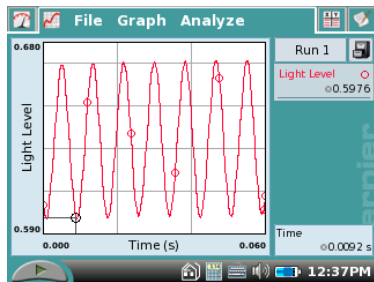 File Graph Analyze
Run 1
0.680
Light Level
0.5976
Light Level
0.590
0.000
Time (s)
0.060
Time
0.0092 s
vernier
12:37PM